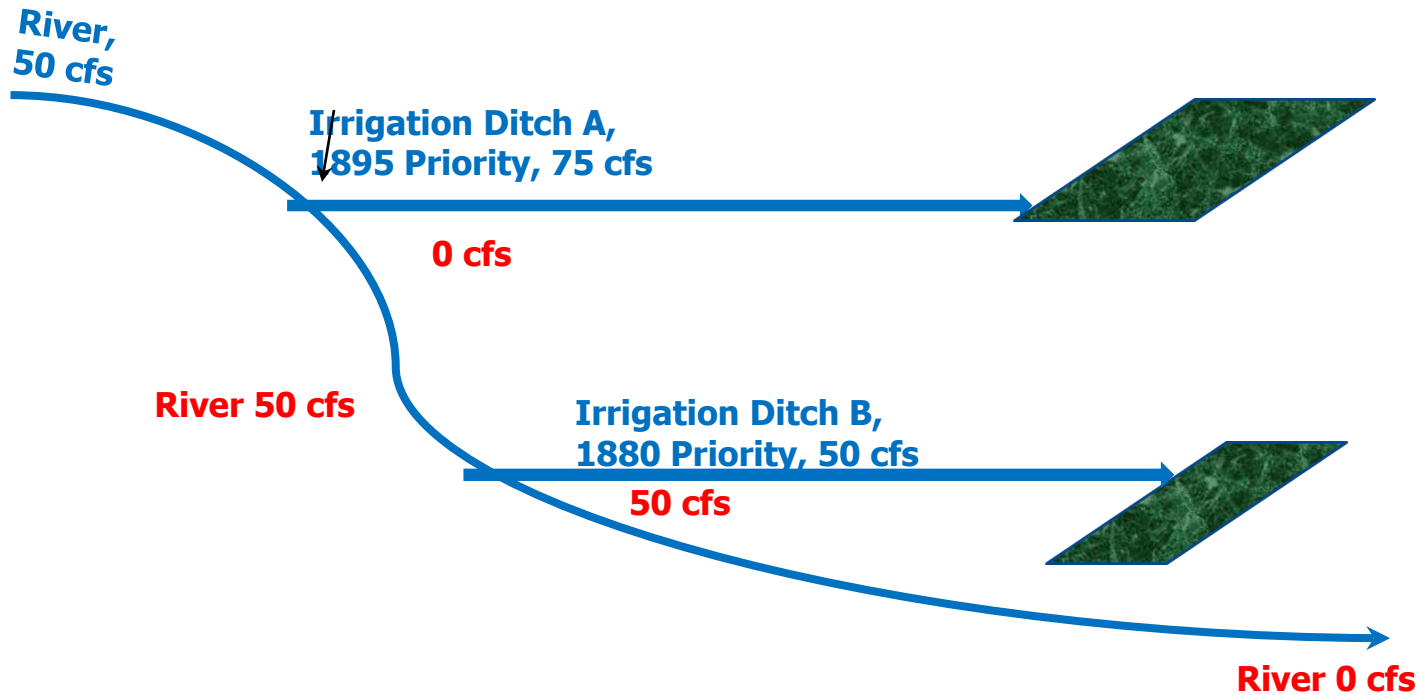 River,
50 cfs
Irrigation Ditch A,
1895 Priority, 75 cfs
0 cfs
River 50 cfs
Irrigation Ditch B,
1880 Priority, 50 cfs
50 cfs
River 0 cfs